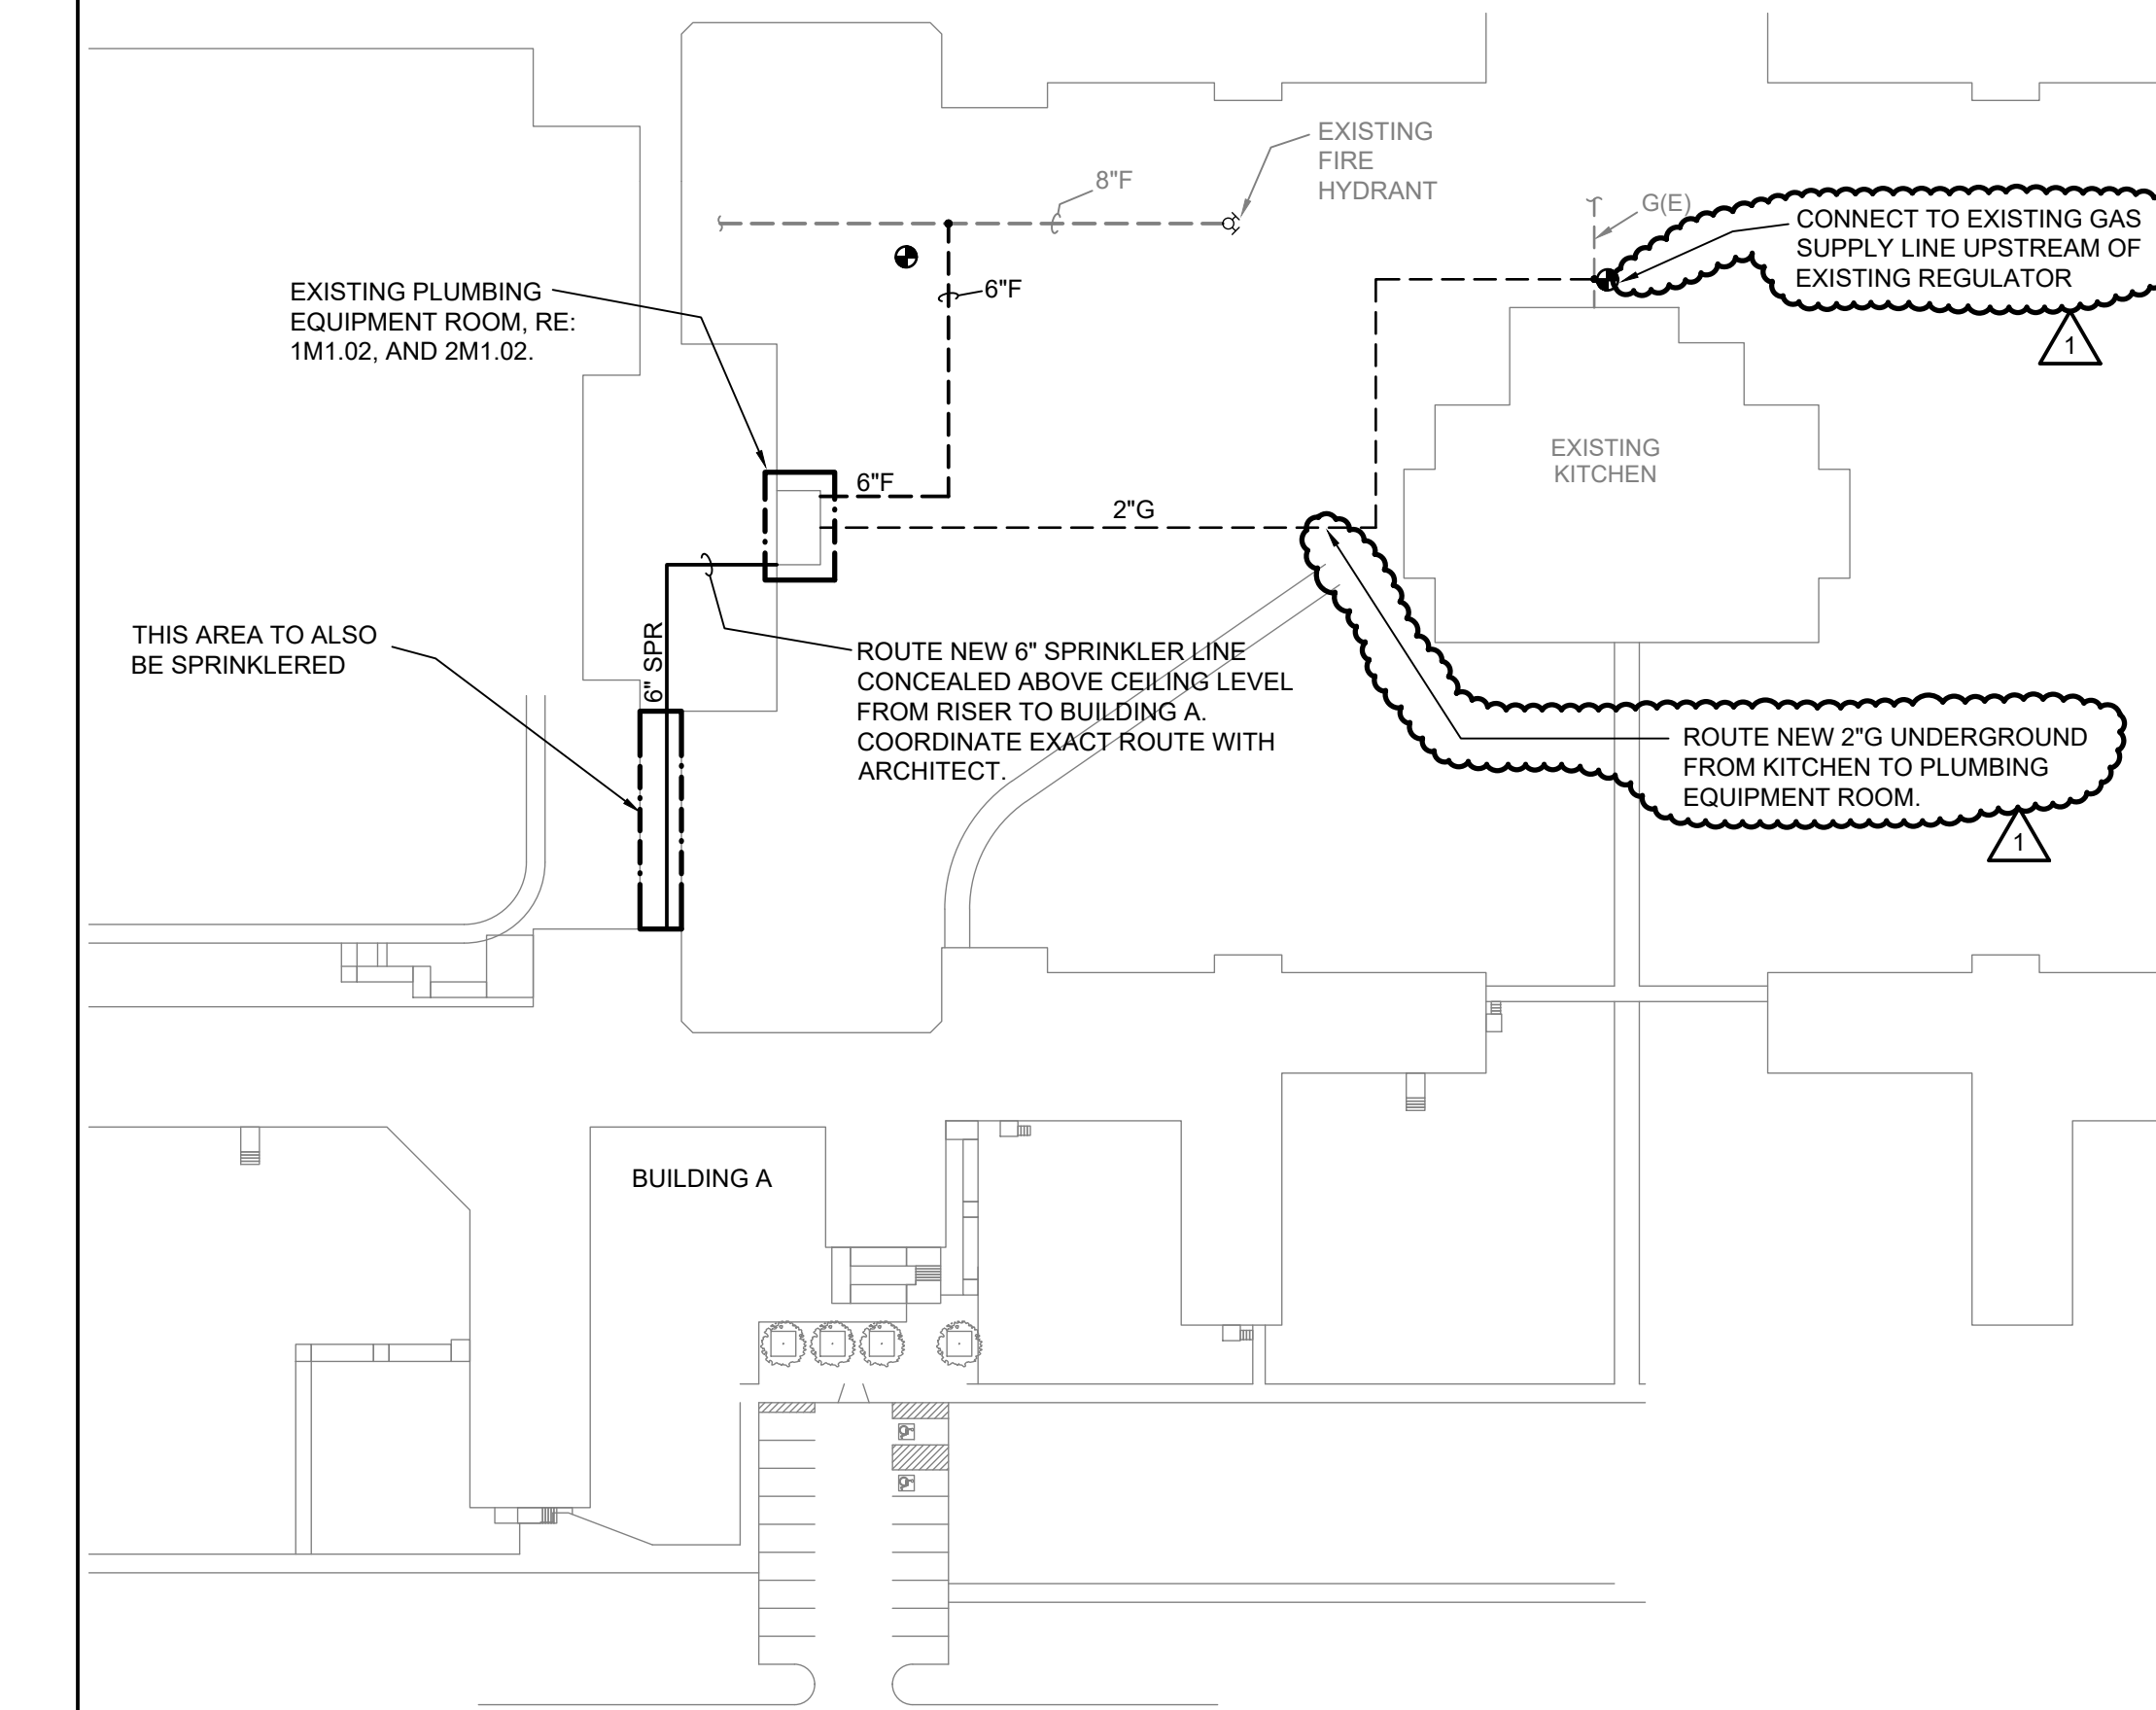 EXISTING
FIRE
HYDRANT
8"F
G(E)
CONNECT TO EXISTING GAS
SUPPLY LINE UPSTREAM OF
EXISTING REGULATOR
1
6"F
EXISTING PLUMBING
EQUIPMENT ROOM, RE:
1M1.02, AND 2M1.02.
EXISTING
KITCHEN
6"F
2"G
THIS AREA TO ALSO
BE SPRINKLERED
6" SPR
ROUTE NEW 6" SPRINKLER LINE
CONCEALED ABOVE CEILING LEVEL
FROM RISER TO BUILDING A.
COORDINATE EXACT ROUTE WITH
ARCHITECT.
ROUTE NEW 2"G UNDERGROUND
FROM KITCHEN TO PLUMBING
EQUIPMENT ROOM.
1
BUILDING A